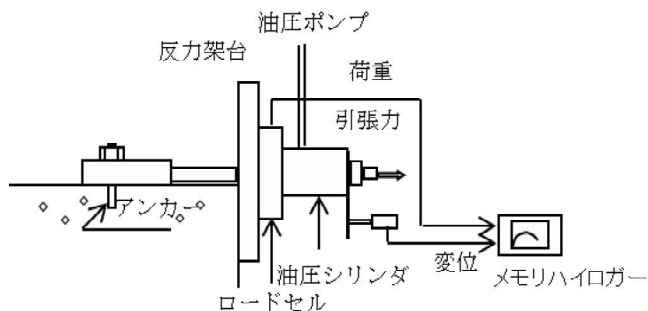 油圧ポンプ
反力架台
荷重
引張力
アンカー
変位
油圧シリンダ
メモリハイロガー
ロードセル